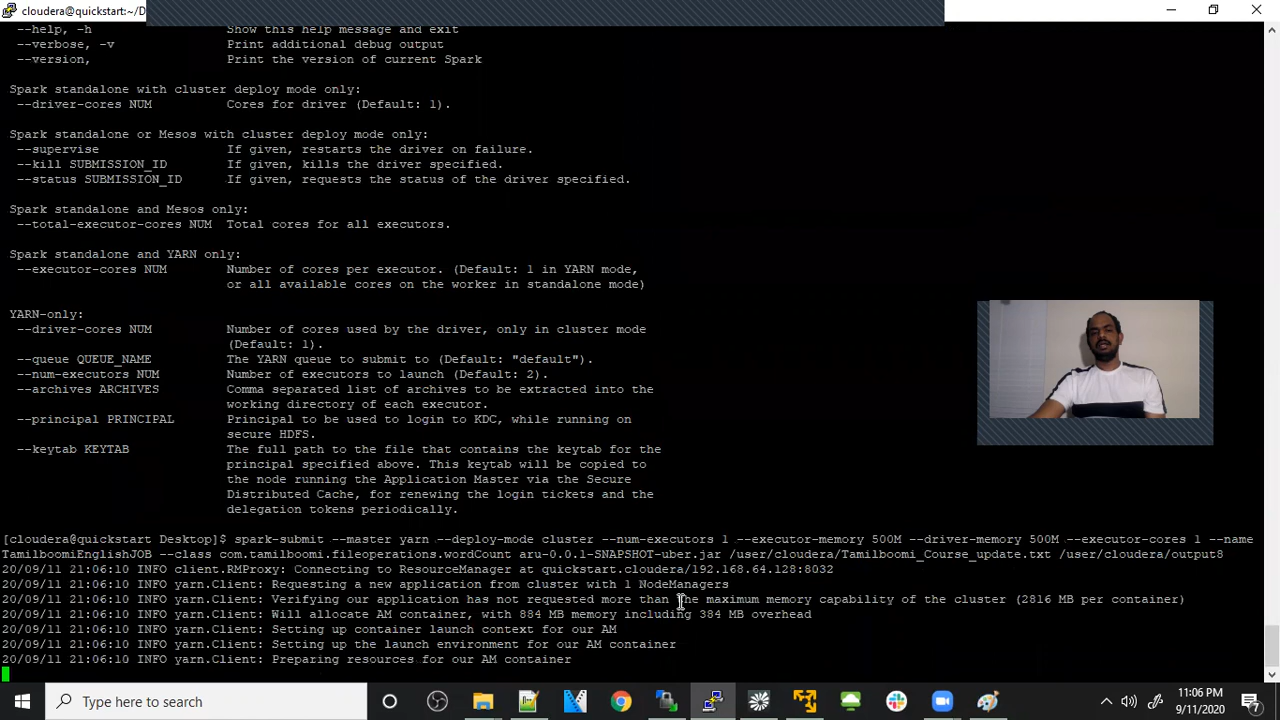 cloudera@quickstart:~/D
--help, -h Show this help message and exit
--verbose, -v Print additional debug output
--version, Print the version of current Spark
Spark standalone with cluster deploy mode only:
--driver-cores NUM Cores for driver (Default: 1).
Spark standalone or Mesos with cluster deploy mode only:
--supervise If given, restarts the driver on failure.
--kill SUBMISSION_ID If given, kills the driver specified.
--status SUBMISSION_ID If given, requests the status of the driver specified.
Spark standalone and Mesos only:
--total-executor-cores NUM Total cores for all executors.
Spark standalone and YARN only:
--executor-cores NUM Number of cores per executor. (Default: 1 in YARN mode,
or all available cores on the worker in standalone mode)
YARN-only:
--driver-cores NUM Number of cores used by the driver, only in cluster mode
(Default: 1).
--queue QUEUE_NAME The YARN queue to submit to (Default: "default").
--num-executors NUM Number of executors to launch (Default: 2).
--archives ARCHIVES Comma separated list of archives to be extracted into the
working directory of each executor.
--principal PRINCIPAL Principal to be used to login to KDC, while running on
secure HDFS.
--keytab KEYTAB The full path to the file that contains the keytab for the
principal specified above. This keytab will be copied to
the node running the Application Master via the Secure
Distributed Cache, for renewing the login tickets and the
delegation tokens periodically.
[cloudera@quickstart Desktop]$ spark-submit --master yarn --deploy-mode cluster --num-executors 1 --executor-memory 500M --driver-memory 500M --executor-cores 1 --name
TamilboomiEnglishJOB --class com.tamilboomi.fileoperations.wordCount aru-0.0.1-SNAPSHOT-uber.jar /user/cloudera/Tamilboomi_Course_update.txt /user/cloudera/output8
20/09/11 21:06:10 INFO client.RMProxy: Connecting to ResourceManager at quickstart.cloudera/192.168.64.128:8032
20/09/11 21:06:10 INFO yarn.Client: Requesting a new application from cluster with 1 NodeManagers
20/09/11 21:06:10 INFO yarn.Client: Verifying our application has not requested more than the maximum memory capability of the cluster (2816 MB per container)
20/09/11 21:06:10 INFO yarn.Client: Will allocate AM container, with 884 MB memory including 384 MB overhead
20/09/11 21:06:10 INFO yarn.Client: Setting up container launch context for our AM
20/09/11 21:06:10 INFO yarn.Client: Setting up the launch environment for our AM container
20/09/11 21:06:10 INFO yarn.Client: Preparing resources for our AM container
Type here to search
11:06 PM
9/11/2020
7